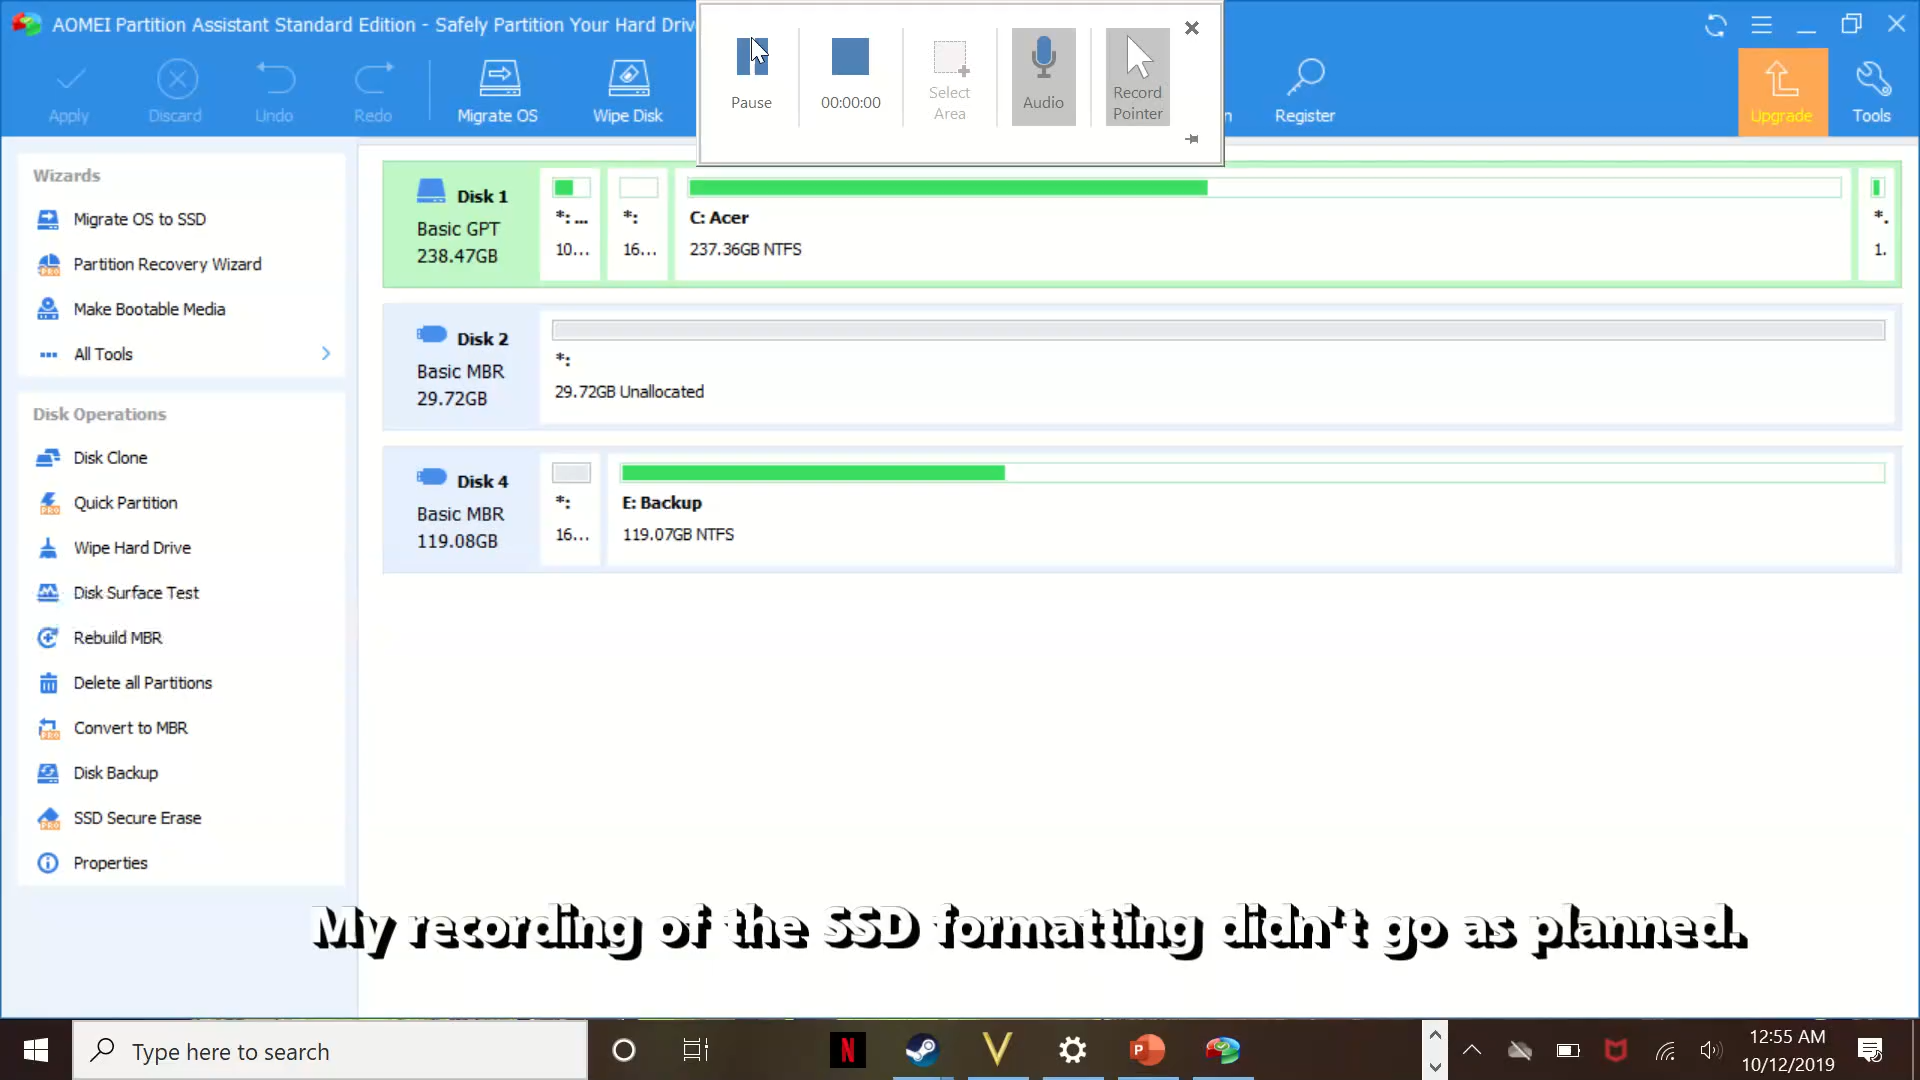 AOMEI Partition Assistant Standard Edition - Safely Partition Your Hard Driv
Apply
Discard
Undo
Redo
Migrate OS
Wipe Disk
Pause
00:00:00
Select
Area
Audio
Record
Pointer
n
Register
Upgrade
Tools
Wizards
Migrate OS to SSD
Partition Recovery Wizard
Make Bootable Media
All Tools
Disk Operations
Disk Clone
Quick Partition
Wipe Hard Drive
Disk Surface Test
Rebuild MBR
Delete all Partitions
Convert to MBR
Disk Backup
SSD Secure Erase
Properties
Disk 1
Basic GPT
238.47GB
*: ...
10...
*:
16...
C: Acer
237.36GB NTFS
*.
1.
Disk 2
Basic MBR
29.72GB
*:
29.72GB Unallocated
Disk 4
Basic MBR
119.08GB
*:
16...
E: Backup
119.07GB NTFS
My recording of the SSD formatting didn't go as planned.
Type here to search
12:55 AM
10/12/2019